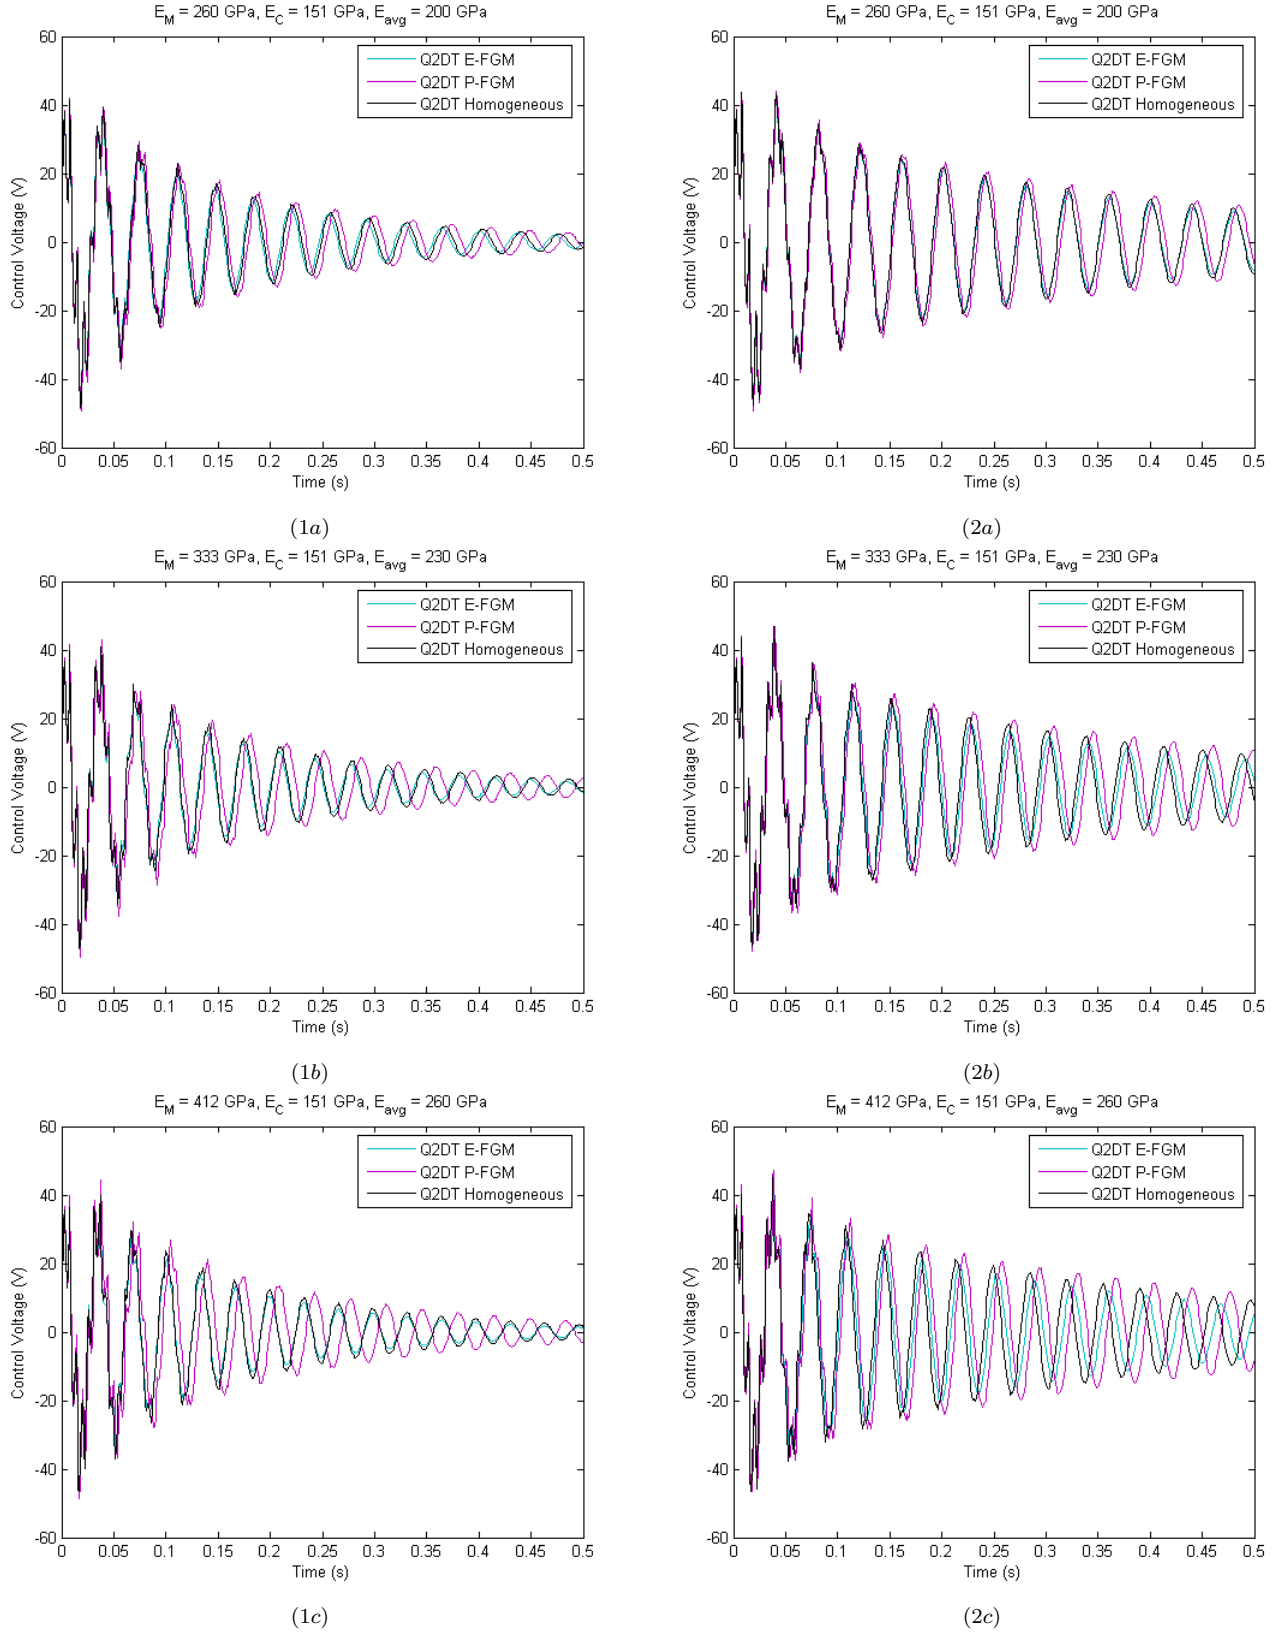 E_M = 260 GPa, E_C = 151 GPa, E_avg = 200 GPa
60
40
20
0
-20
-40
-60
Control Voltage (V)
Q2DT E-FGM
Q2DT P-FGM
Q2DT Homogeneous
0 0.05 0.1 0.15 0.2 0.25 0.3 0.35 0.4 0.45 0.5
Time (s)
(1a)
E_M = 260 GPa, E_C = 151 GPa, E_avg = 200 GPa
60
40
20
0
-20
-40
-60
Control Voltage (V)
Q2DT E-FGM
Q2DT P-FGM
Q2DT Homogeneous
0 0.05 0.1 0.15 0.2 0.25 0.3 0.35 0.4 0.45 0.5
Time (s)
(2a)
E_M = 333 GPa, E_C = 151 GPa, E_avg = 230 GPa
60
40
20
0
-20
-40
-60
Control Voltage (V)
Q2DT E-FGM
Q2DT P-FGM
Q2DT Homogeneous
0 0.05 0.1 0.15 0.2 0.25 0.3 0.35 0.4 0.45 0.5
Time (s)
(1b)
E_M = 333 GPa, E_C = 151 GPa, E_avg = 230 GPa
60
40
20
0
-20
-40
-60
Control Voltage (V)
Q2DT E-FGM
Q2DT P-FGM
Q2DT Homogeneous
0 0.05 0.1 0.15 0.2 0.25 0.3 0.35 0.4 0.45 0.5
Time (s)
(2b)
E_M = 412 GPa, E_C = 151 GPa, E_avg = 260 GPa
60
40
20
0
-20
-40
-60
Control Voltage (V)
Q2DT E-FGM
Q2DT P-FGM
Q2DT Homogeneous
0 0.05 0.1 0.15 0.2 0.25 0.3 0.35 0.4 0.45 0.5
Time (s)
(1c)
E_M = 412 GPa, E_C = 151 GPa, E_avg = 260 GPa
60
40
20
0
-20
-40
-60
Control Voltage (V)
Q2DT E-FGM
Q2DT P-FGM
Q2DT Homogeneous
0 0.05 0.1 0.15 0.2 0.25 0.3 0.35 0.4 0.45 0.5
Time (s)
(2c)